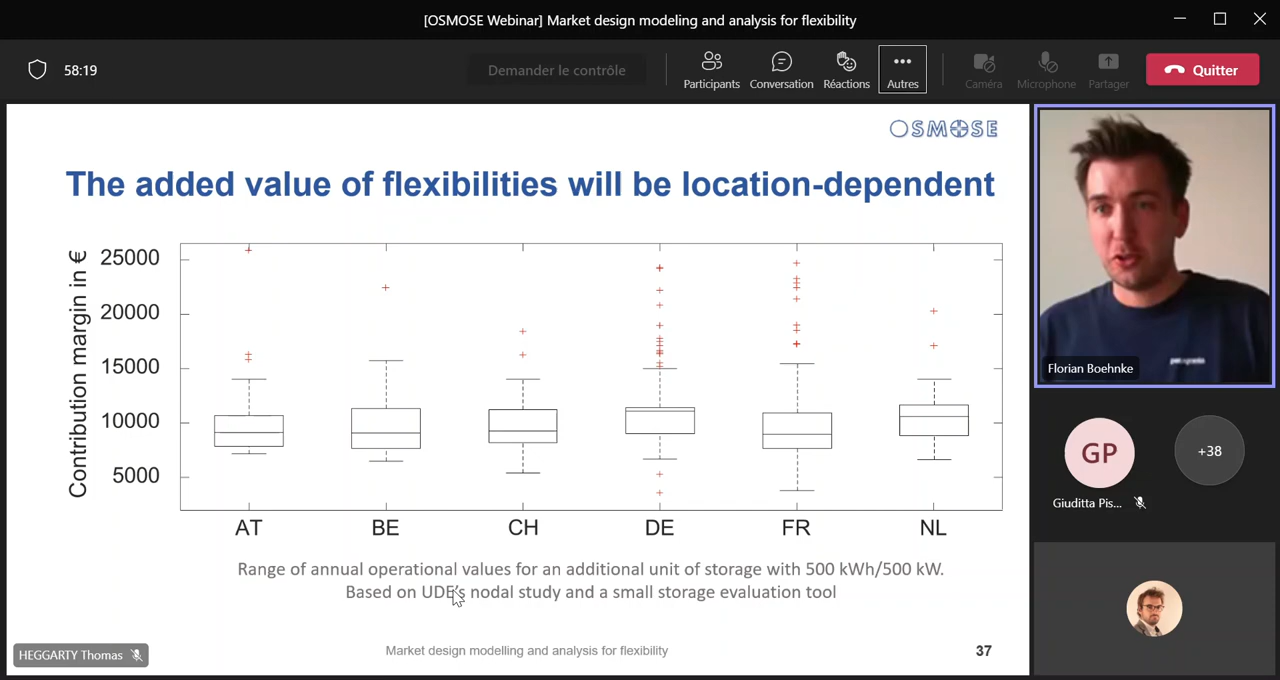 [OSMOSE Webinar] Market design modeling and analysis for flexibility
58:19
Demander le contrôle
Participants
Conversation
Réactions
Autres
Caméra
Microphone
Partager
Quitter
OSMOSE
The added value of flexibilities will be location-dependent
Contribution margin in €
25000
20000
15000
10000
5000
AT BE CH DE FR NL
Range of annual operational values for an additional unit of storage with 500 kWh/500 kW.
Based on UDE's nodal study and a small storage evaluation tool
Market design modelling and analysis for flexibility
37
HEGGARTY Thomas
Florian Boehnke
GP
Giuditta Pis...
+38